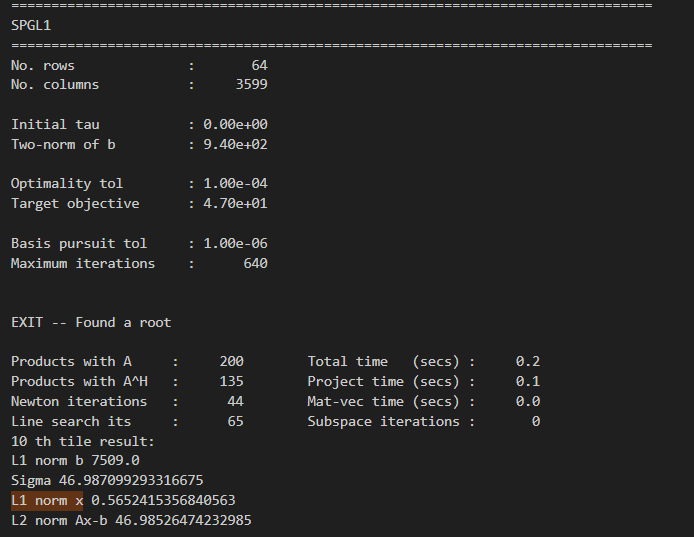 ================================================================================
SPGL1
================================================================================
No. rows              :       64
No. columns           :     3599

Initial tau           : 0.00e+00
Two-norm of b         : 9.40e+02

Optimality tol        : 1.00e-04
Target objective      : 4.70e+01

Basis pursuit tol     : 1.00e-06
Maximum iterations    :      640

EXIT -- Found a root

Products with A     :     200        Total time   (secs) :     0.2
Products with A^H   :     135        Project time (secs) :     0.1
Newton iterations   :      44        Mat-vec time (secs) :     0.0
Line search its     :      65        Subspace iterations :       0
10 th tile result:
L1 norm b 7509.0
Sigma 46.987099293316675
L1 norm x 0.5652415356840563
L2 norm Ax-b 46.98526474232985